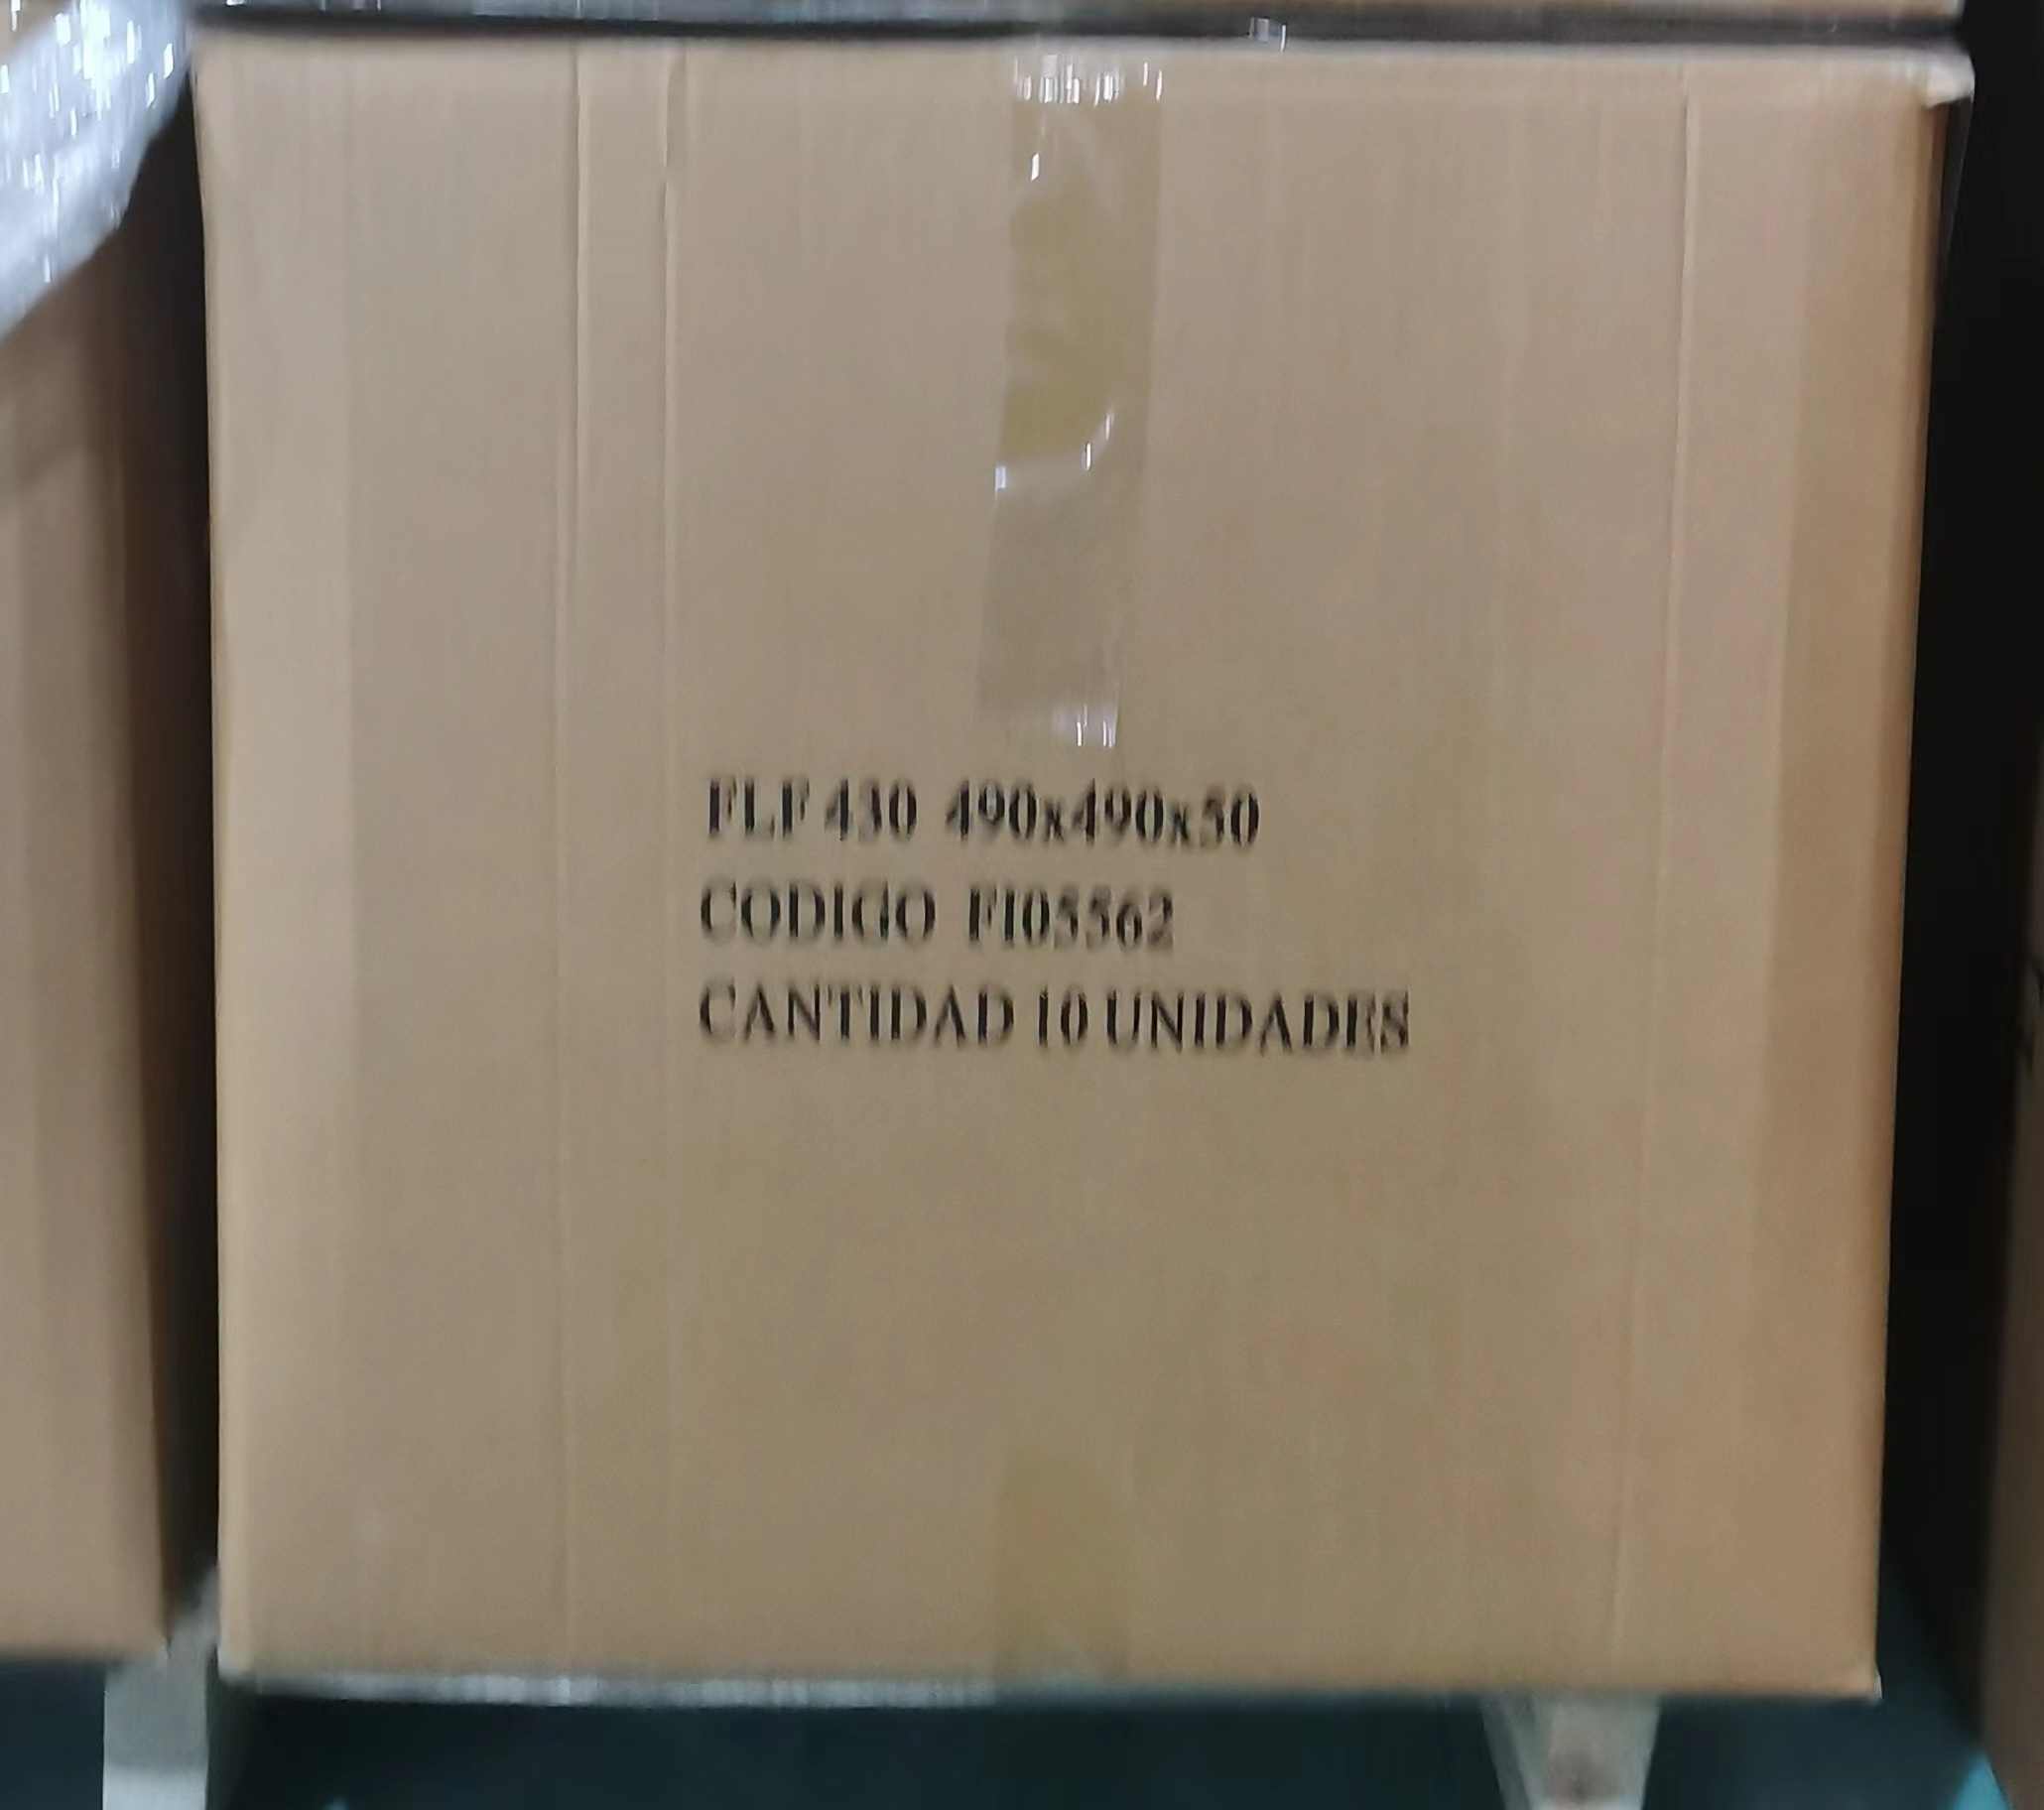 FLF 430 490x490x50
CODIGO FI05562
CANTIDAD 10 UNIDADES